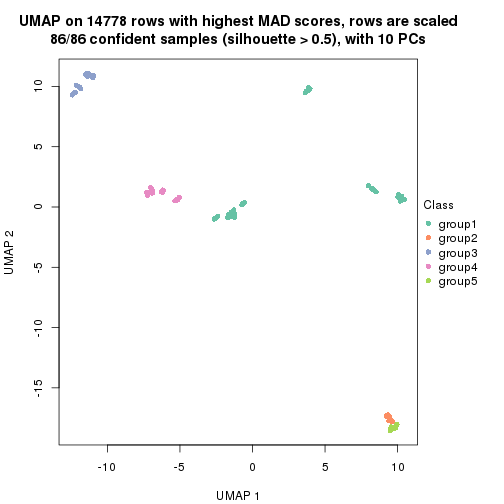 UMAP on 14778 rows with highest MAD scores, rows are scaled
86/86 confident samples (silhouette > 0.5), with 10 PCs
10
5
0
-5
-10
-15
UMAP 2
-10
-5
0
5
10
UMAP 1
Class
group1
group2
group3
group4
group5